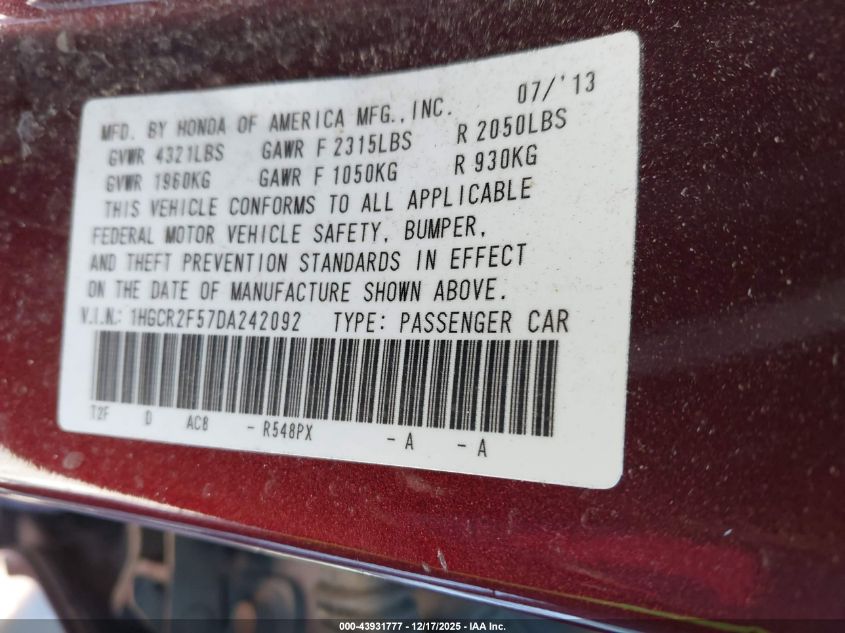 07/'13
MFD. BY HONDA OF AMERICA MFG., INC.
GVWR 4321LBS GAWR F 2315LBS R 2050LBS
GVWR 1960KG GAWR F 1050KG R 930KG
THIS VEHICLE CONFORMS TO ALL APPLICABLE
FEDERAL MOTOR VEHICLE SAFETY, BUMPER,
AND THEFT PREVENTION STANDARDS IN EFFECT
ON THE DATE OF MANUFACTURE SHOWN ABOVE.
V.I.N.: 1HGCR2F57DA242092 TYPE: PASSENGER CAR
T2F D AC8 - R548PX - A - A
000-43931777 - 12/17/2025 - IAA Inc.